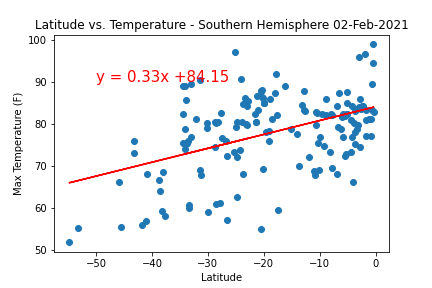 Latitude vs. Temperature - Southern Hemisphere 02-Feb-2021
100
y = 0.33x +84.15
90
80
70
60
50
Max Temperature (F)
−50 −40 −30 −20 −10 0
Latitude